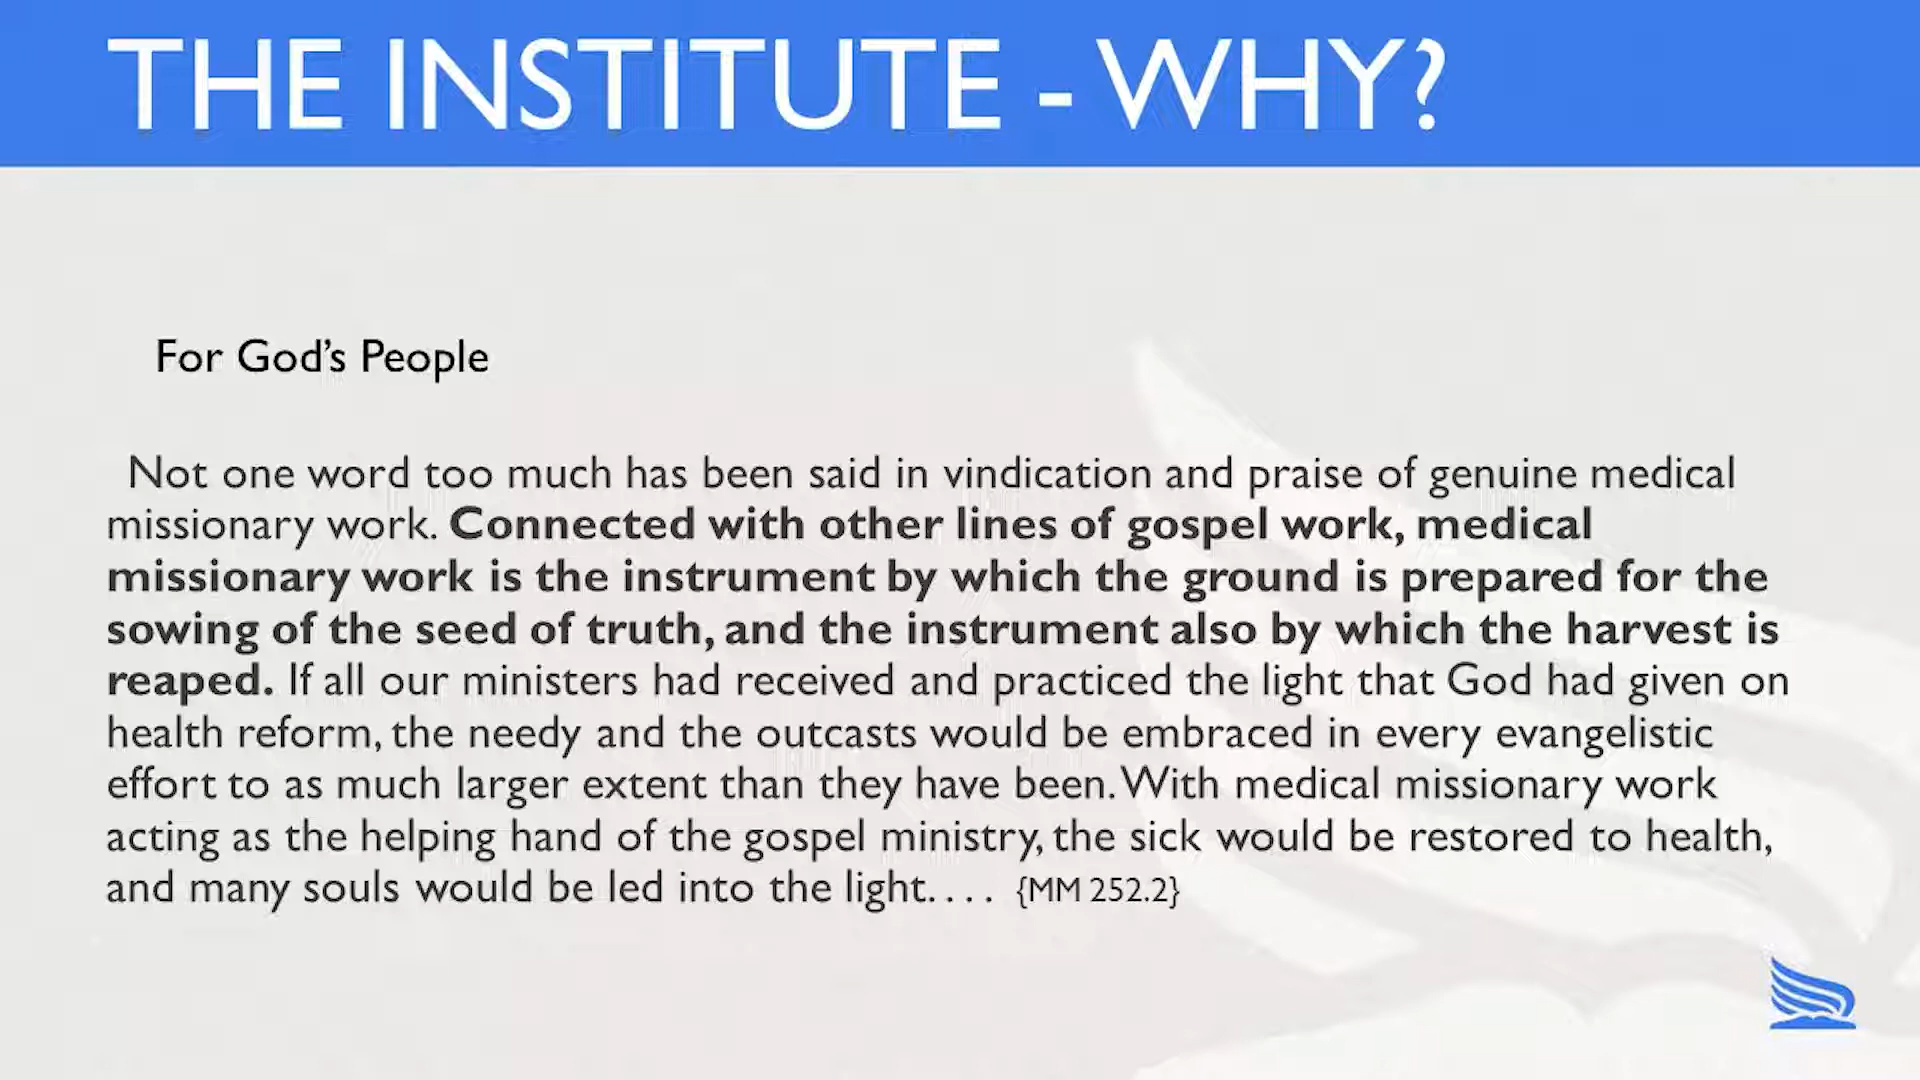 THE INSTITUTE - WHY?
For God's People
Not one word too much has been said in vindication and praise of genuine medical
missionary work. Connected with other lines of gospel work, medical
missionary work is the instrument by which the ground is prepared for the
sowing of the seed of truth, and the instrument also by which the harvest is
reaped. If all our ministers had received and practiced the light that God had given on
health reform, the needy and the outcasts would be embraced in every evangelistic
effort to as much larger extent than they have been. With medical missionary work
acting as the helping hand of the gospel ministry, the sick would be restored to health,
and many souls would be led into the light. . . . {MM 252.2}